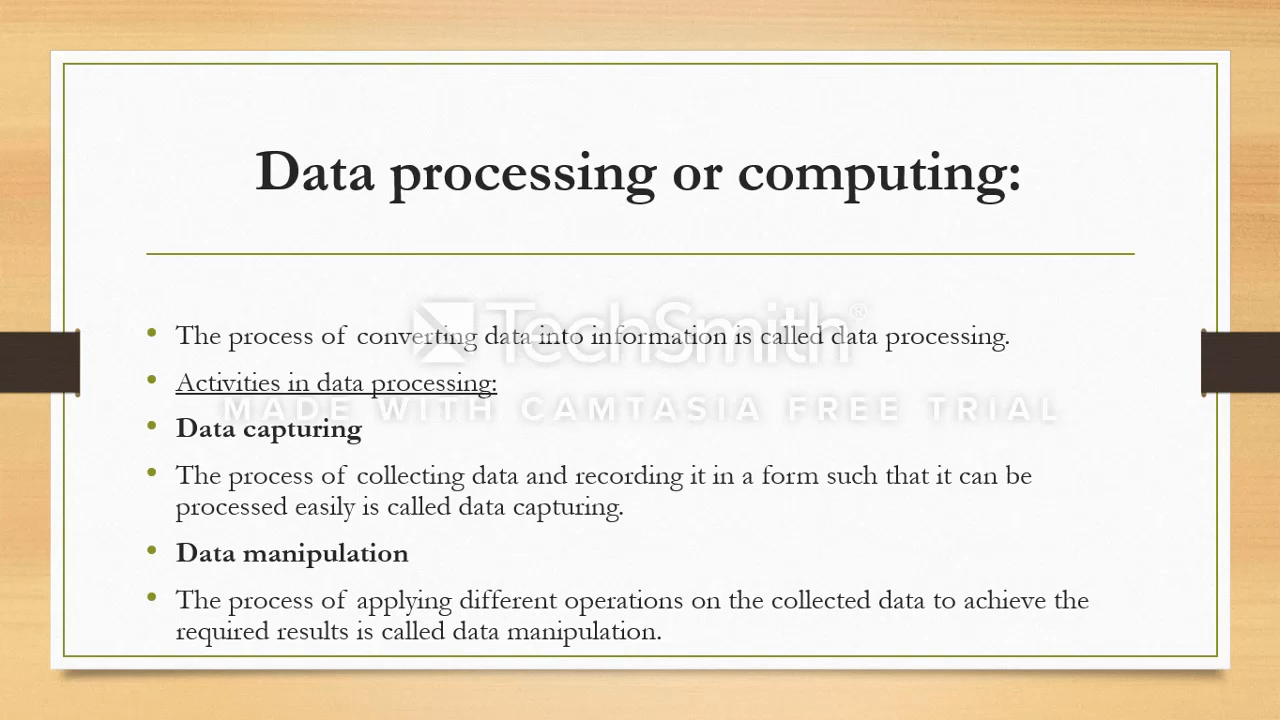 Data processing or computing:
The process of converting data into information is called data processing.
TechSmith®
Activities in data processing:
MADE WITH CAMTASIA FREE TRIAL
Data capturing
The process of collecting data and recording it in a form such that it can be
processed easily is called data capturing.
Data manipulation
The process of applying different operations on the collected data to achieve the
required results is called data manipulation.